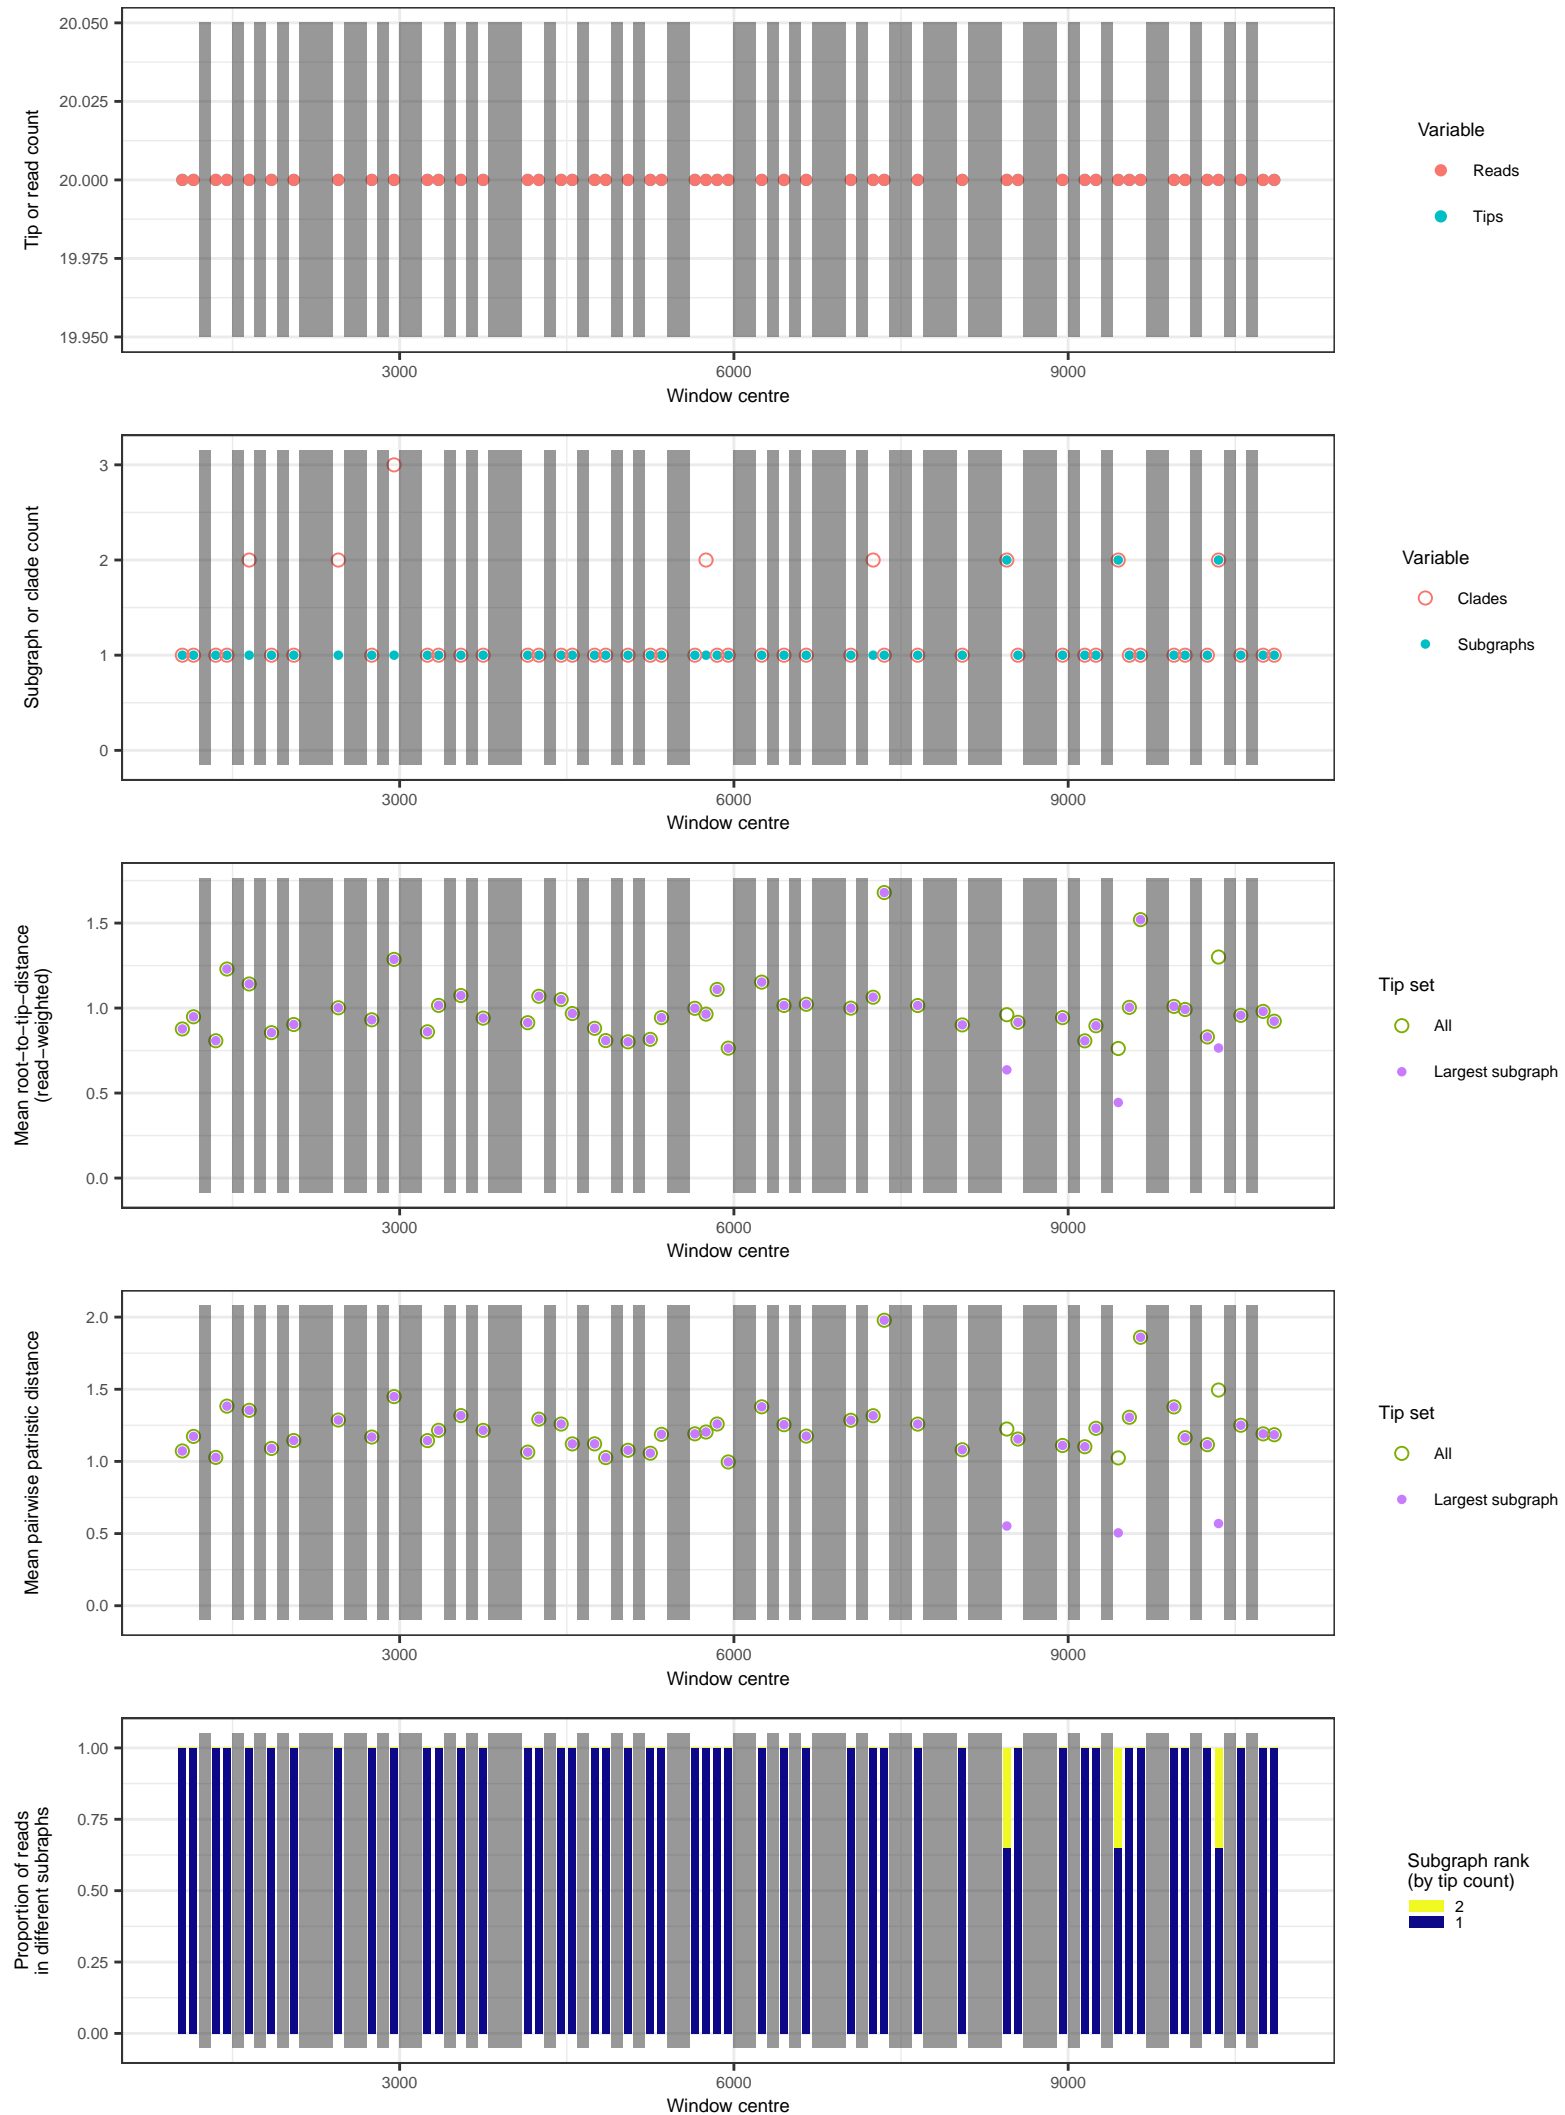 20.050
20.025
20.000
19.975
19.950
Tip or read count
3000 6000 9000
Window centre
Variable
Reads
Tips
3
2
1
0
Subgraph or clade count
3000 6000 9000
Window centre
Variable
Clades
Subgraphs
1.5
1.0
0.5
0.0
Mean root−to−tip−distance
(read−weighted)
3000 6000 9000
Window centre
Tip set
All
Largest subgraph
2.0
1.5
1.0
0.5
0.0
Mean pairwise patristic distance
3000 6000 9000
Window centre
Tip set
All
Largest subgraph
1.00
0.75
0.50
0.25
0.00
Proportion of reads
in different subraphs
3000 6000 9000
Window centre
Subgraph rank
(by tip count)
2
1